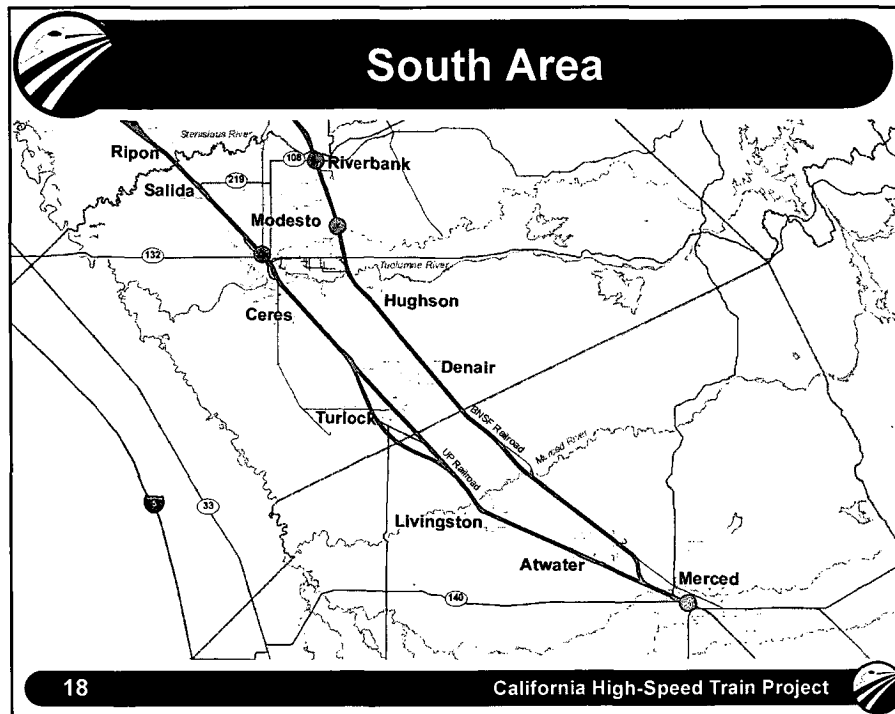 South Area
Stanislaus River
Ripon
108
Riverbank
Salida
219
Modesto
132
Tuolumne River
Hughson
Ceres
Denair
Turlock
BNSF Railroad
Merced River
UP Railroad
5
33
Livingston
Atwater
Merced
140
18
California High-Speed Train Project